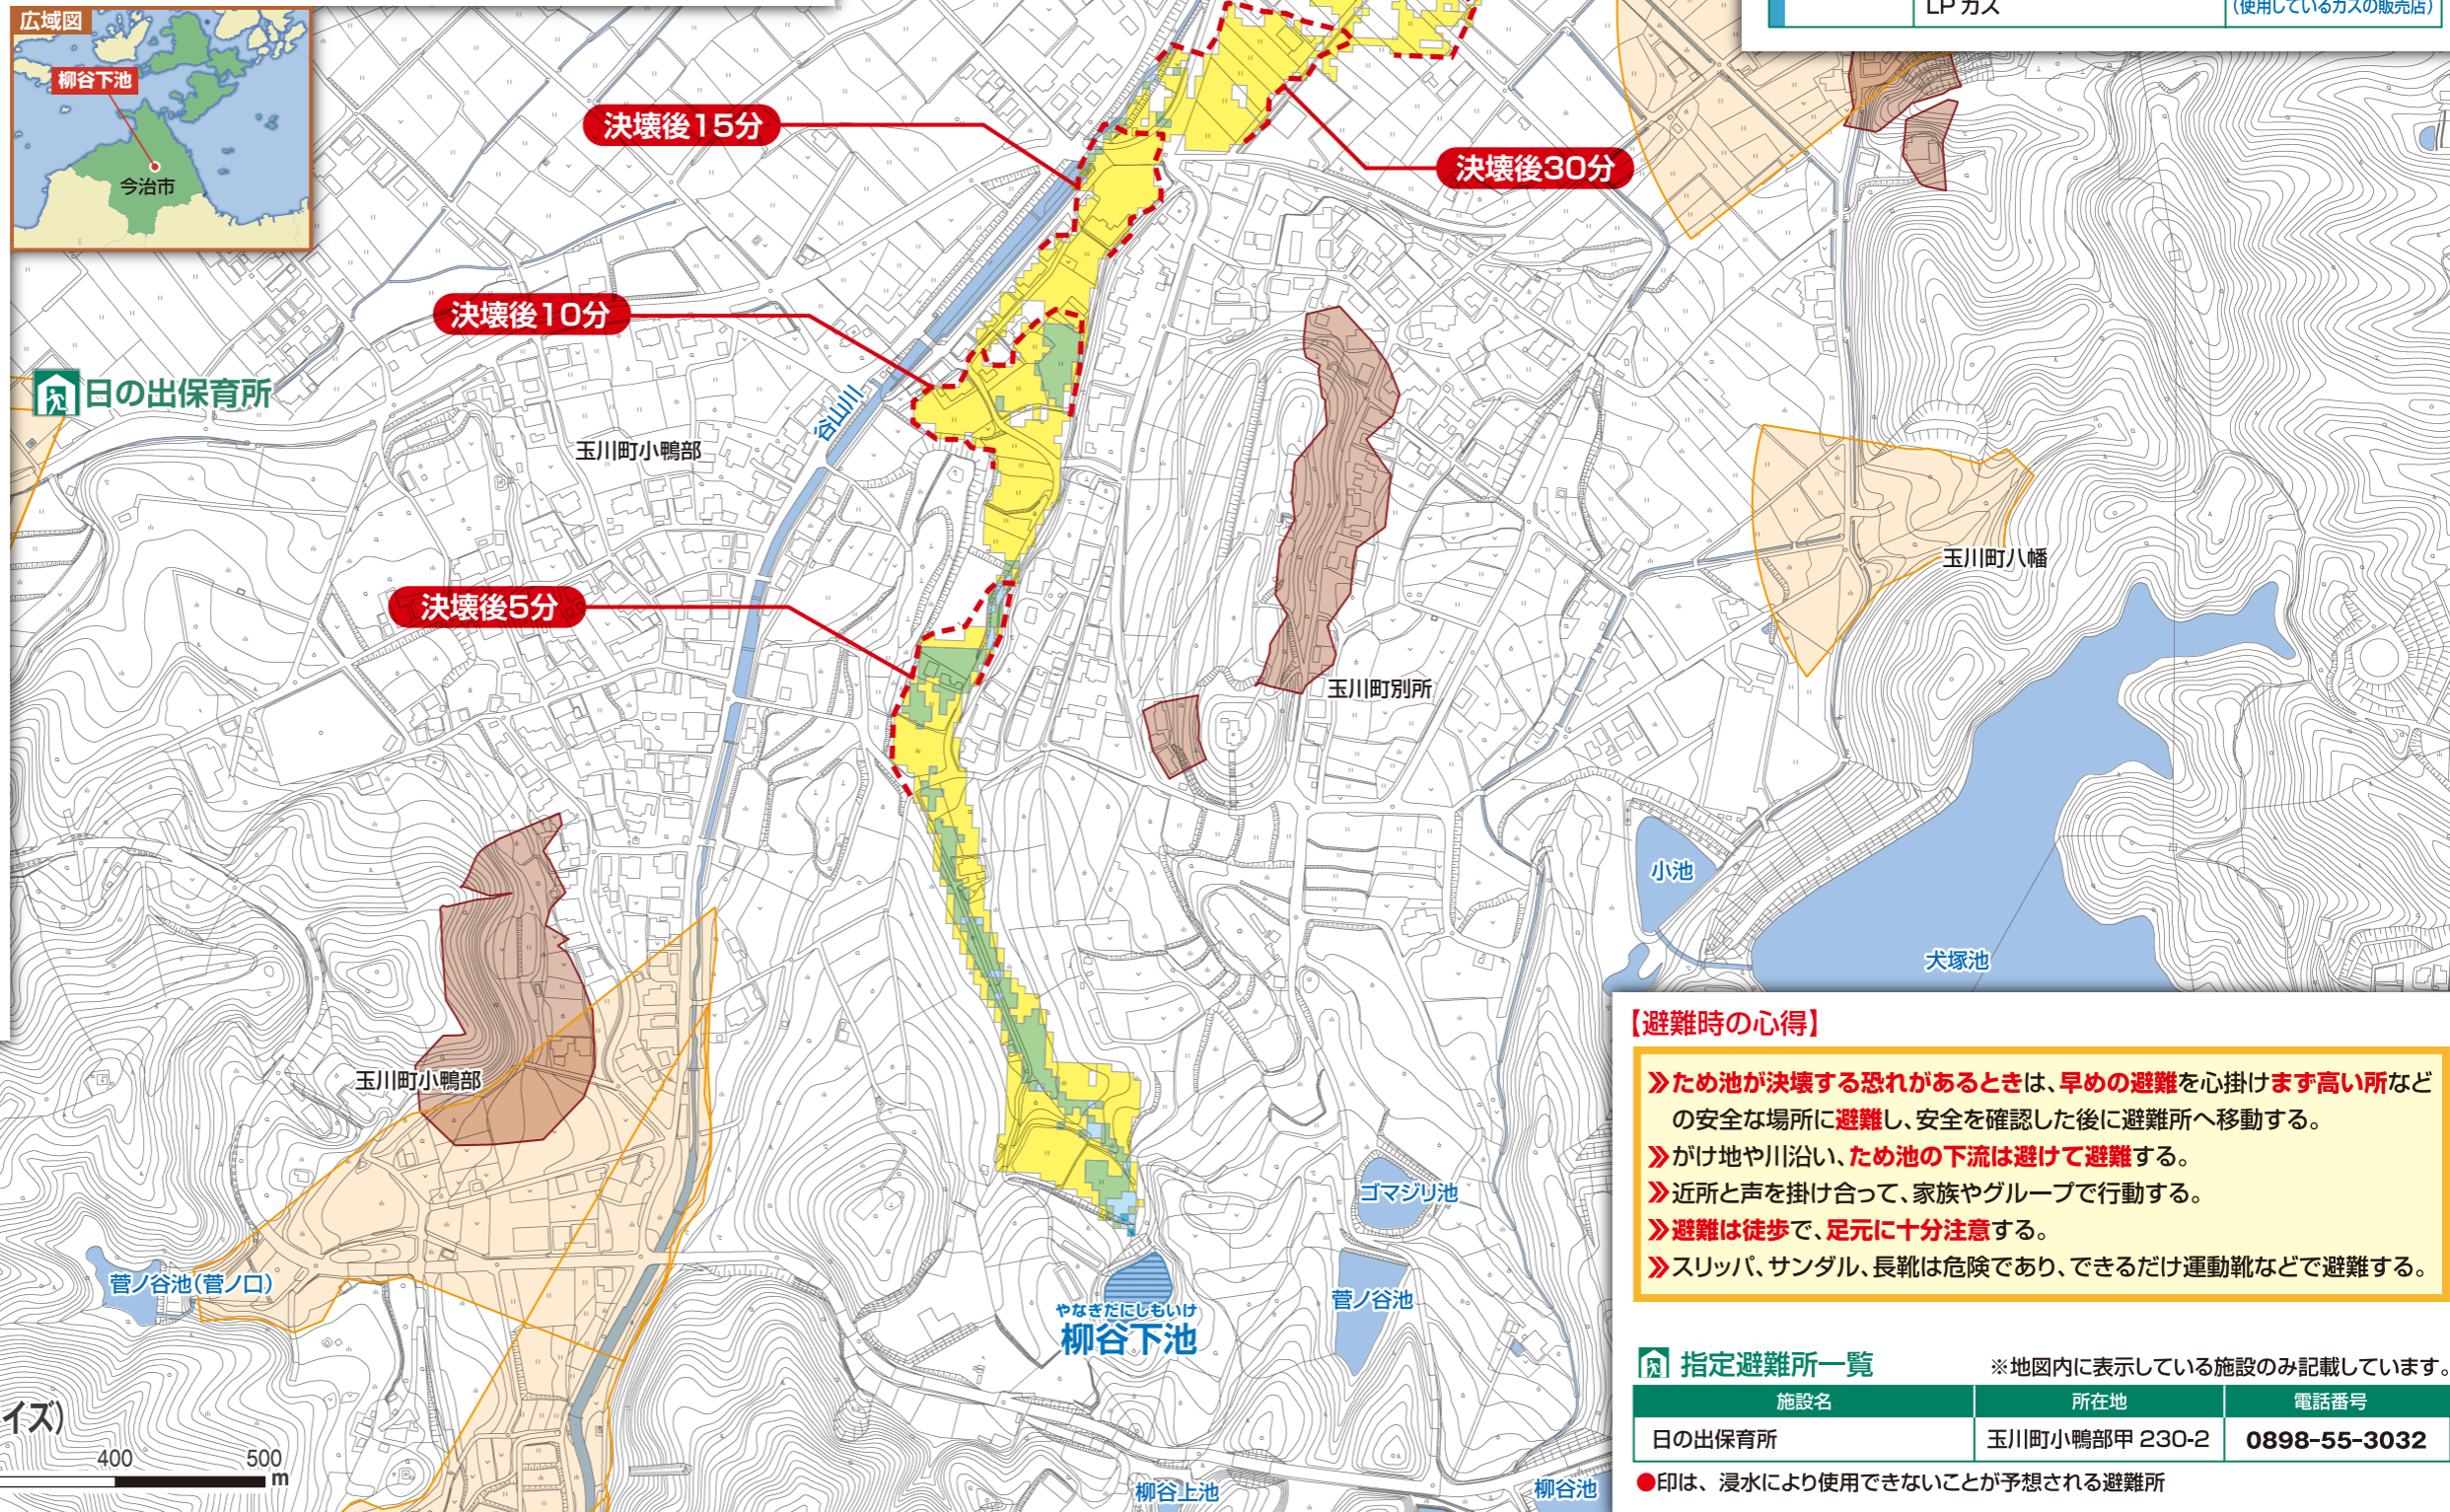 広域図
柳谷下池
今治市
LPガス
(使用しているガスの販売店)
決壊後15分
決壊後30分
決壊後10分
日の出保育所
谷山川
玉川町小鴨部
玉川町八幡
決壊後5分
玉川町別所
小池
犬塚池
玉川町小鴨部
ゴマジリ池
菅ノ谷池(菅ノ口)
菅ノ谷池
やなぎだにしもいけ
柳谷下池
柳谷上池
柳谷池
イズ)
400
500
m
【避難時の心得】
≫ため池が決壊する恐れがあるときは、早めの避難を心掛けまず高い所など
の安全な場所に避難し、安全を確認した後に避難所へ移動する。
≫がけ地や川沿い、ため池の下流は避けて避難する。
≫近所と声を掛け合って、家族やグループで行動する。
≫避難は徒歩で、足元に十分注意する。
≫スリッパ、サンダル、長靴は危険であり、できるだけ運動靴などで避難する。
指定避難所一覧
※地図内に表示している施設のみ記載しています。
施設名 所在地 電話番号
日の出保育所 玉川町小鴨部甲 230-2 0898-55-3032
●印は、浸水により使用できないことが予想される避難所